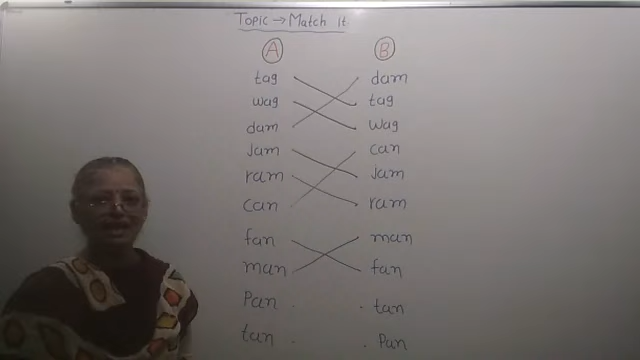 Topic → Match it
A B
tag dam
wag tag
dam wag
Jam can
ram Jam
can ram
fan man
man fan
Pan tan
tan Pan